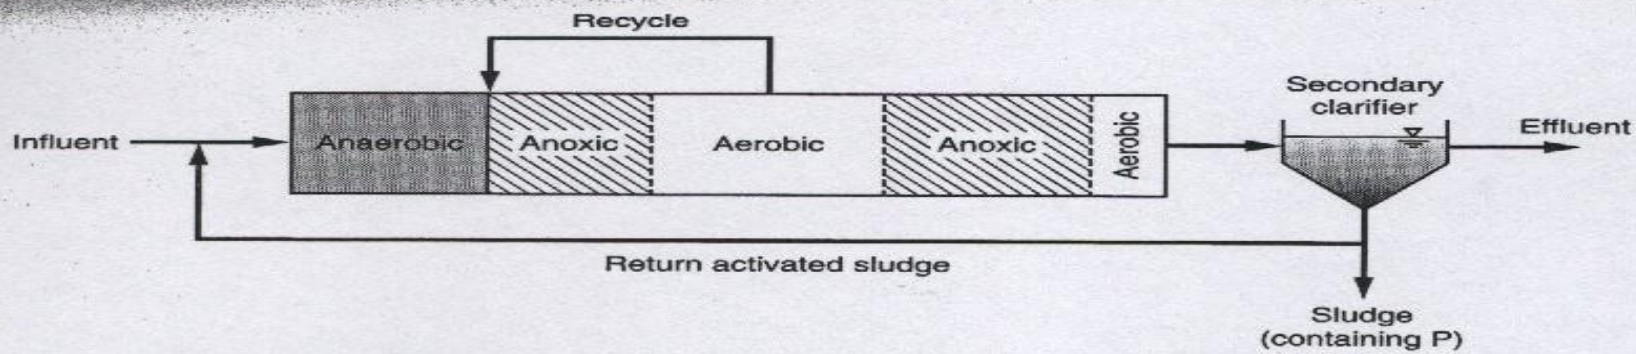 Recycle
Secondary
clarifier
Influent
Anaerobic
Anoxic
Aerobic
Anoxic
Aerobic
Effluent
Return activated sludge
Sludge
(containing P)